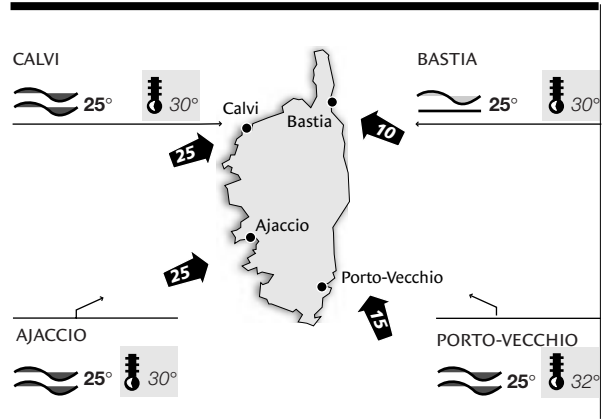 CALVI
25° 30°
BASTIA
25° 30°
Calvi
Bastia
25
10
Ajaccio
25
Porto-Vecchio
15
AJACCIO
25° 30°
PORTO-VECCHIO
25° 32°